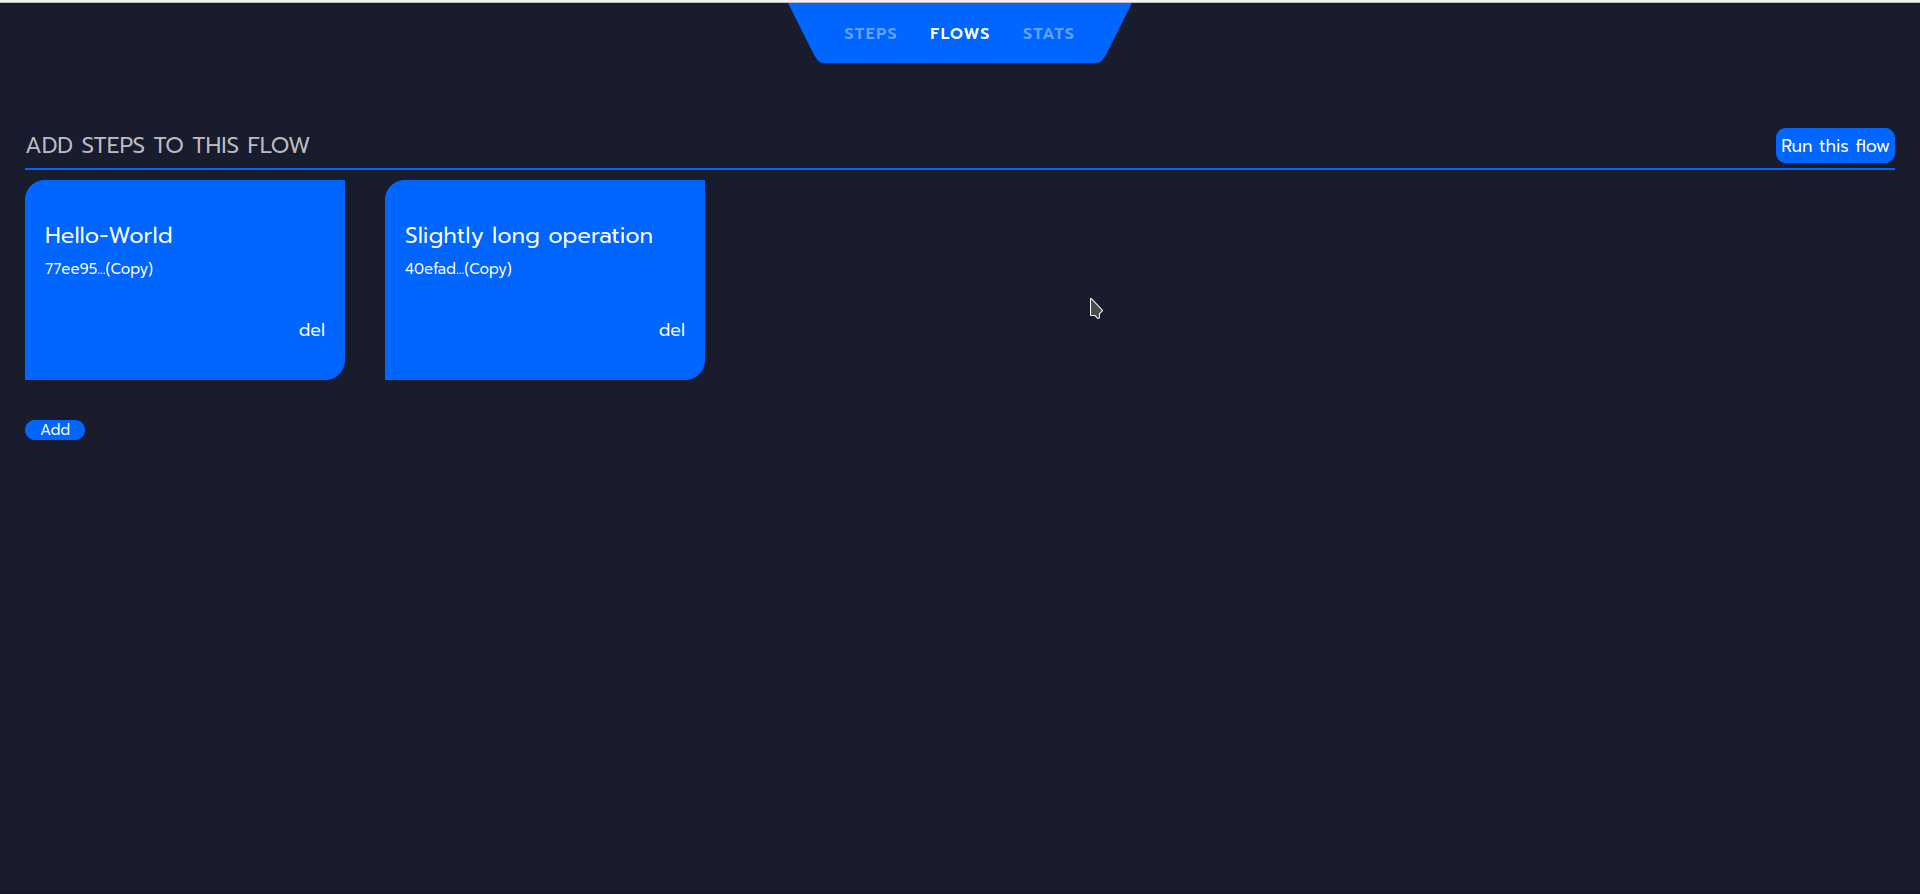 STEPS FLOWS STATS
ADD STEPS TO THIS FLOW
Run this flow
Hello-World
77ee95...(Copy)
del
Slightly long operation
40efad...(Copy)
del
Add